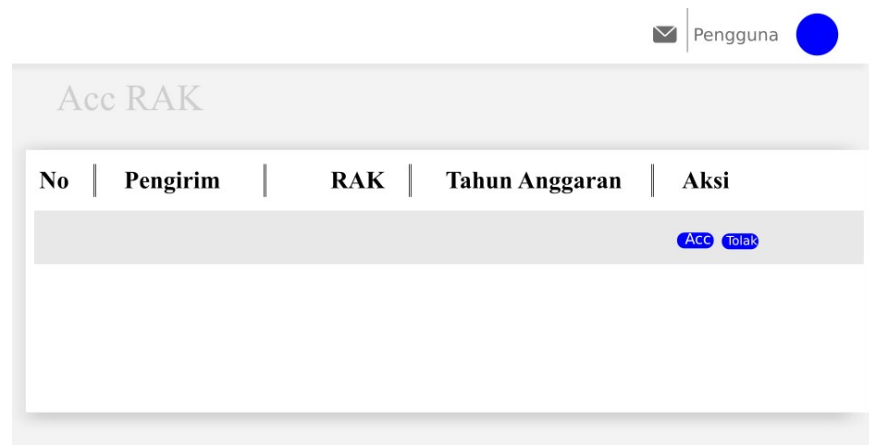 Pengguna
Acc RAK
No Pengirim RAK Tahun Anggaran Aksi
Acc Tolak